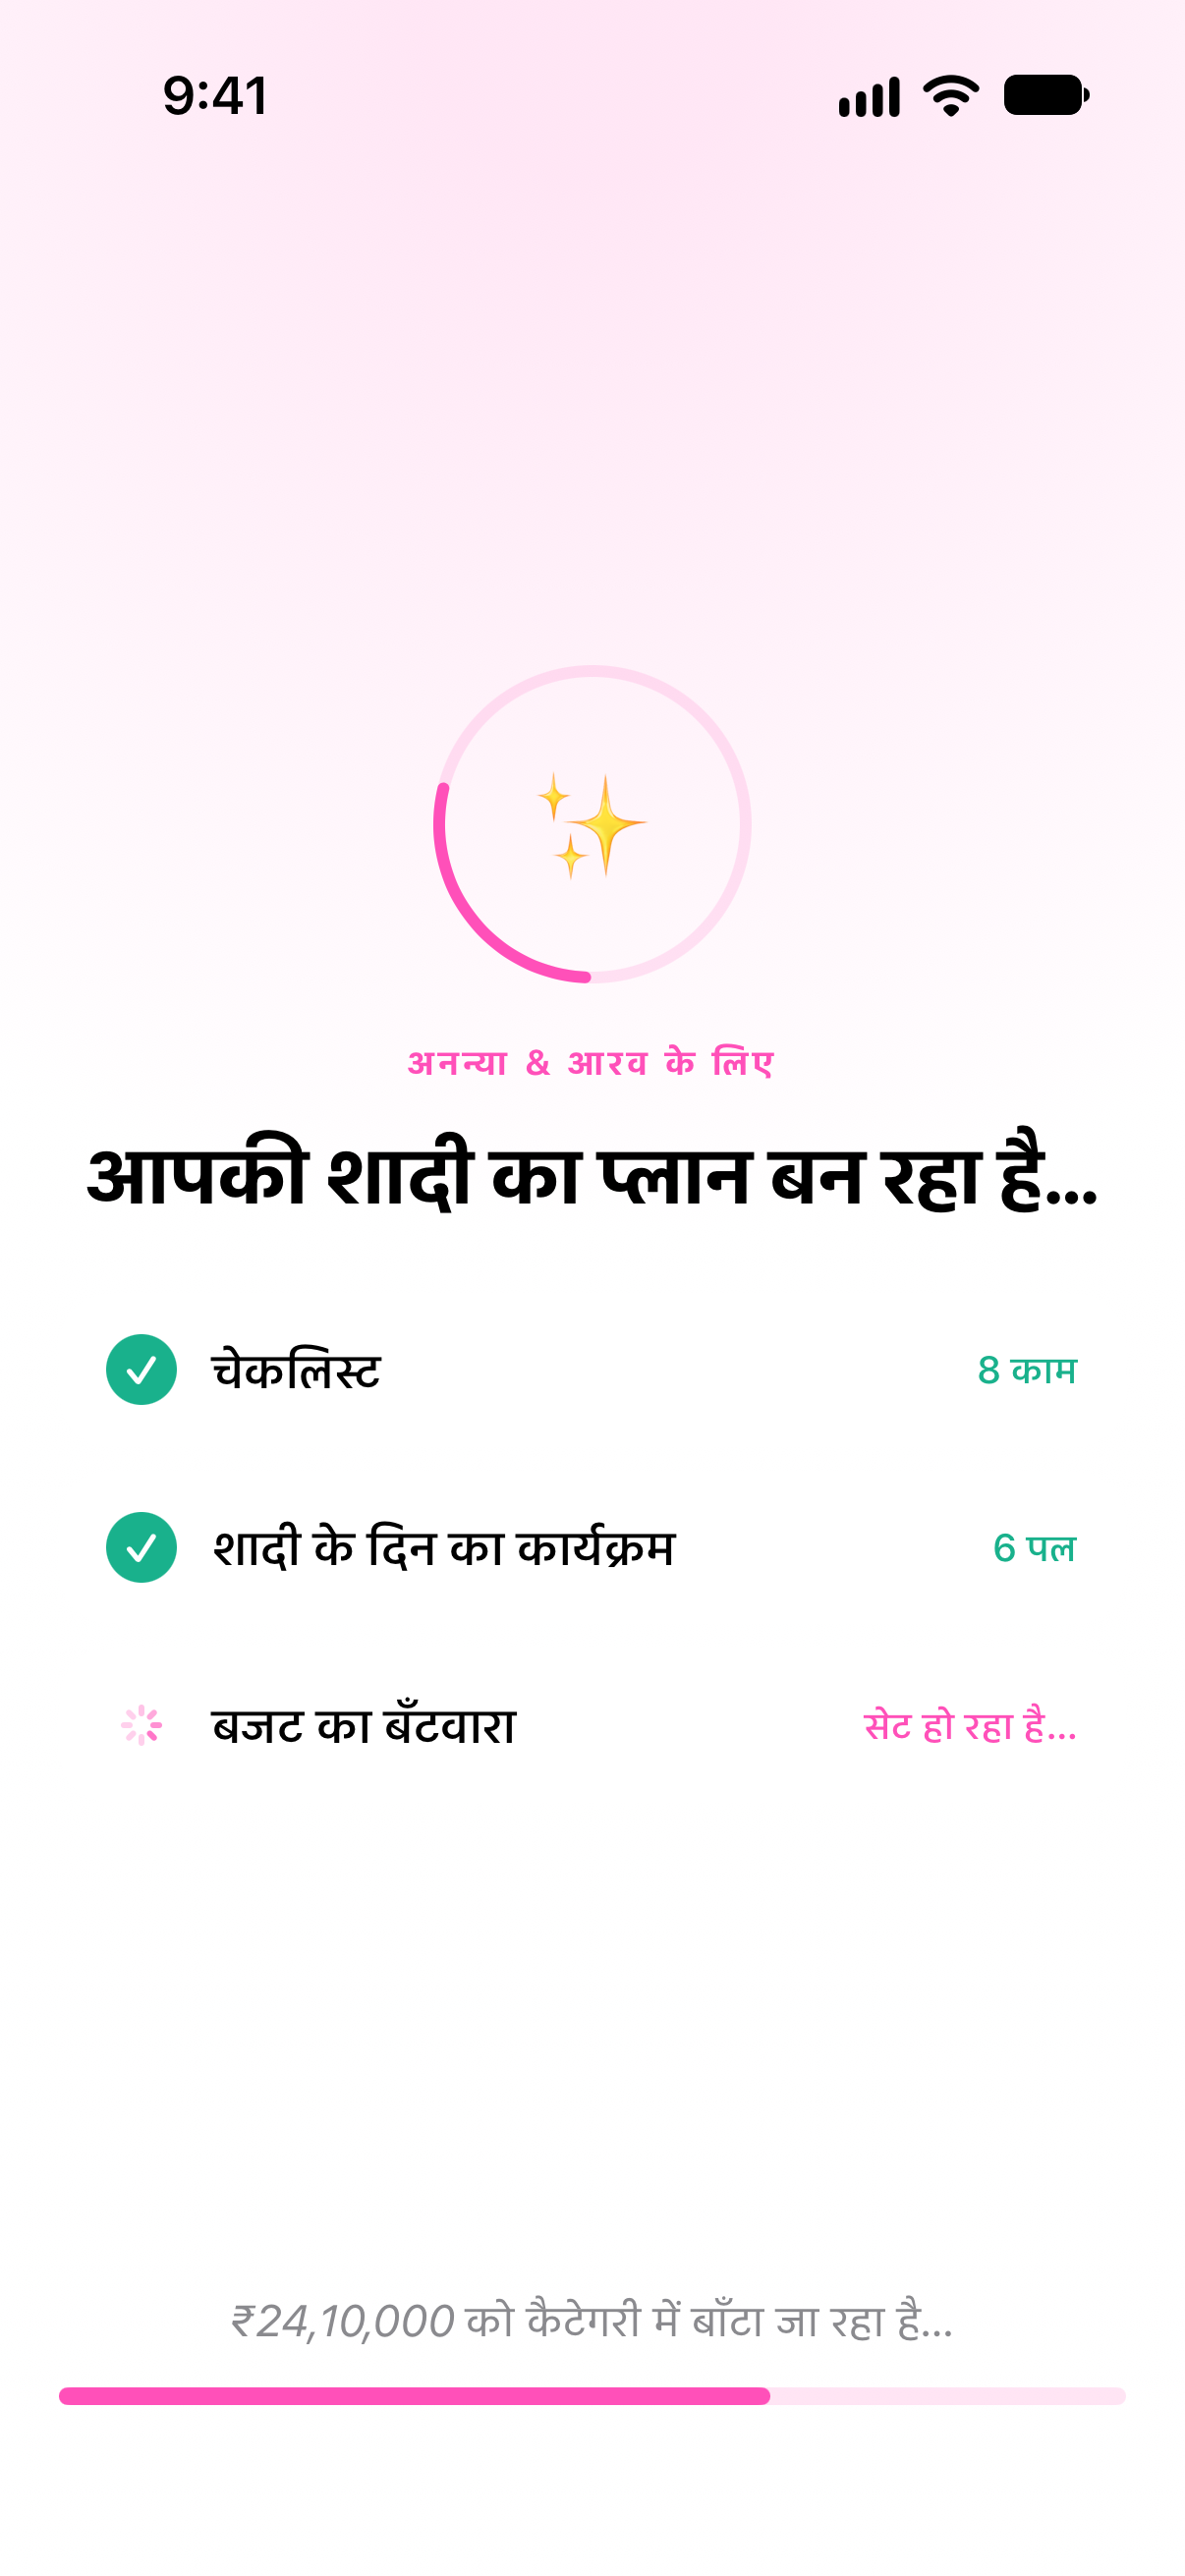 9:41
अनन्या & आरव के लिए
आपकी शादी का प्लान बन रहा है...
चेकलिस्ट
8 काम
शादी के दिन का कार्यक्रम
6 पल
बजट का बँटवारा
सेट हो रहा है...
₹24,10,000 को कैटेगरी में बाँटा जा रहा है...